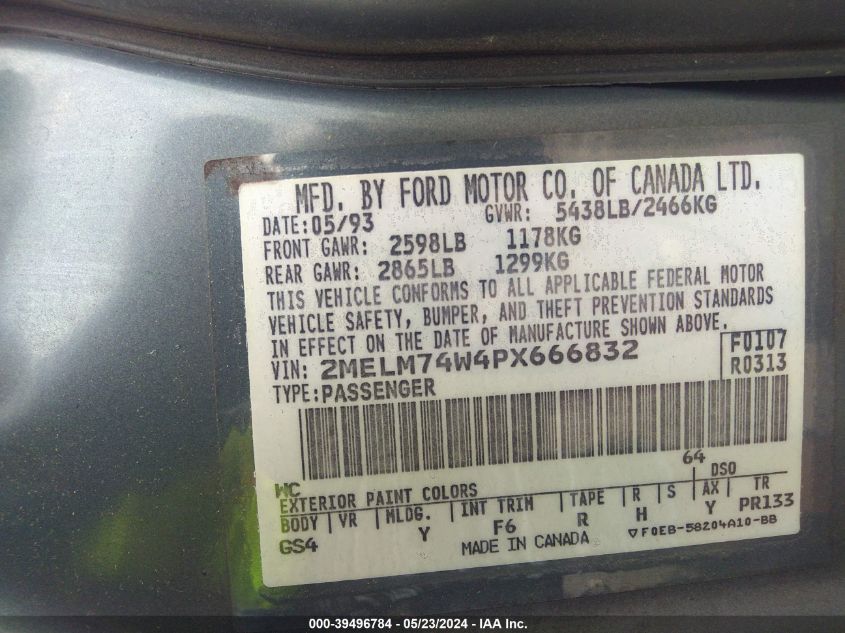 MFD. BY FORD MOTOR CO. OF CANADA LTD.
DATE: 05/93 GVWR: 5438LB/2466KG
FRONT GAWR: 2598LB 1178KG
REAR GAWR: 2865LB 1299KG
THIS VEHICLE CONFORMS TO ALL APPLICABLE FEDERAL MOTOR
VEHICLE SAFETY, BUMPER, AND THEFT PREVENTION STANDARDS
IN EFFECT ON THE DATE OF MANUFACTURE SHOWN ABOVE.
VIN: 2MELM74W4PX666832 F0107
TYPE: PASSENGER R0313
64
WC DSO
EXTERIOR PAINT COLORS
BODY VR MLDG. INT TRIM TAPE R S AX TR
GS4 Y F6 R H Y PR133
MADE IN CANADA ▽F0EB-58204A10-BB
000-39496784 - 05/23/2024 - IAA Inc.